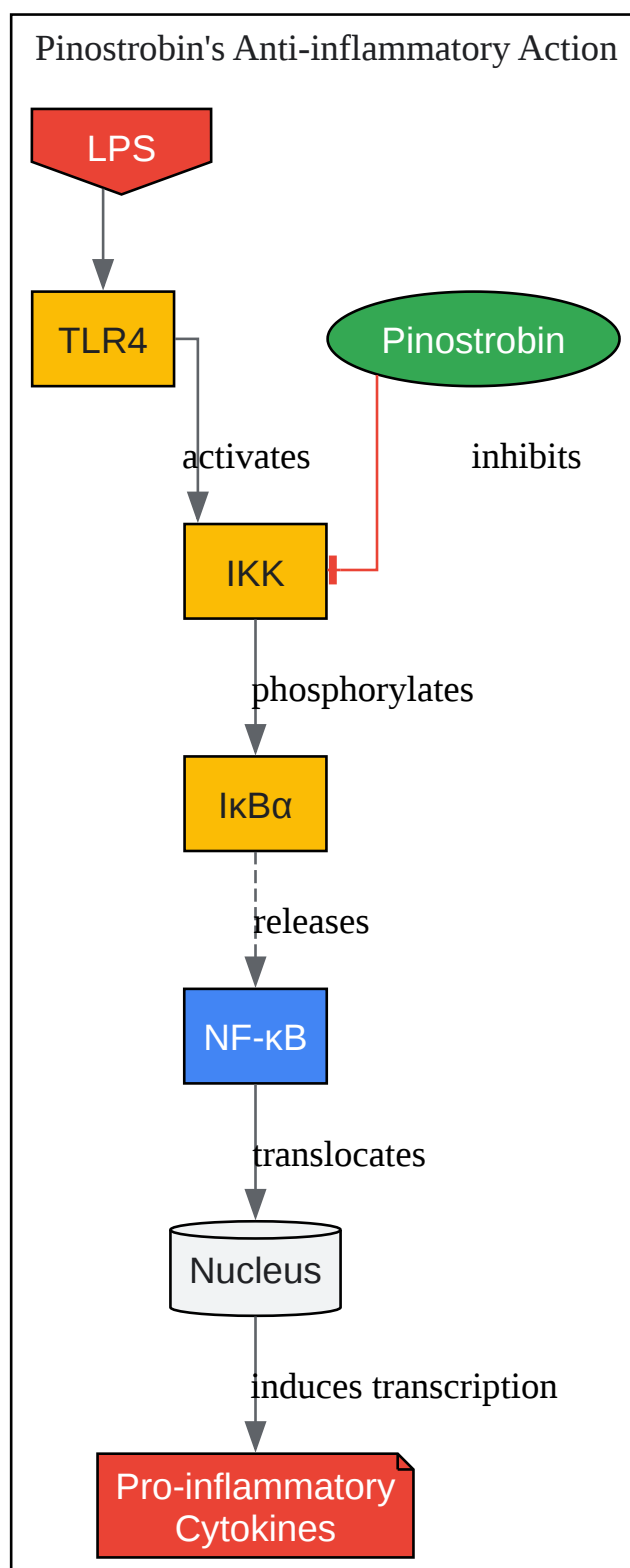 Pinostrobin's Anti-inflammatory Action
LPS
TLR4
Pinostrobin
activates
inhibits
IKK
phosphorylates
IκBα
releases
NF-κB
translocates
Nucleus
induces transcription
Pro-inflammatory
Cytokines